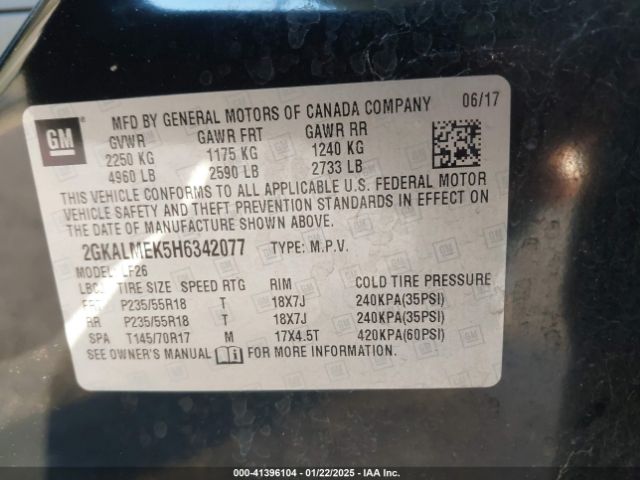 GM
MFD BY GENERAL MOTORS OF CANADA COMPANY 06/17
GVWR GAWR FRT GAWR RR
2250 KG 1175 KG 1240 KG
4960 LB 2590 LB 2733 LB
THIS VEHICLE CONFORMS TO ALL APPLICABLE U.S. FEDERAL MOTOR
VEHICLE SAFETY AND THEFT PREVENTION STANDARDS IN EFFECT ON
THE DATE OF MANUFACTURE SHOWN ABOVE.
2GKALMEK5H6342077 TYPE: M.P.V.
MODEL: LF26
LBC: TIRE SIZE SPEED RTG RIM COLD TIRE PRESSURE
FRT P235/55R18 T 18X7J 240KPA(35PSI)
RR P235/55R18 T 18X7J 240KPA(35PSI)
SPA T145/70R17 M 17X4.5T 420KPA(60PSI)
SEE OWNER'S MANUAL FOR MORE INFORMATION.
000-41396104 - 01/22/2025 - IAA Inc.